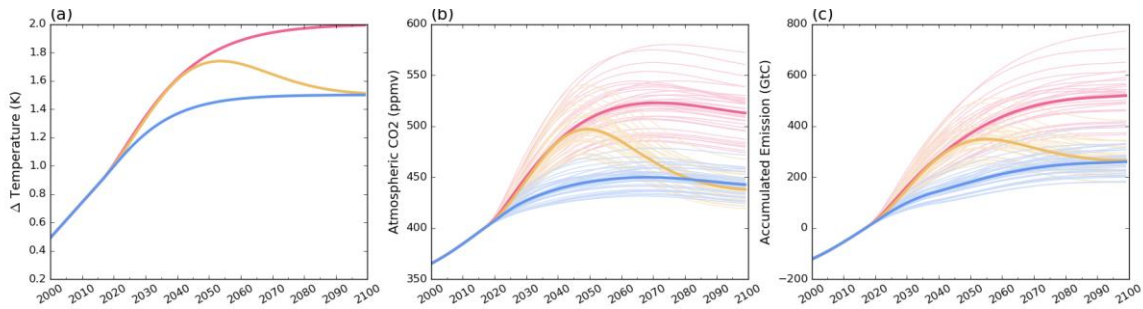 (a)
Δ Temperature (K)
2.0
1.8
1.6
1.4
1.2
1.0
0.8
0.6
0.4
0.2
2000 2010 2020 2030 2040 2050 2060 2070 2080 2090 2100
(b)
Atmospheric CO2 (ppmv)
600
550
500
450
400
350
2000 2010 2020 2030 2040 2050 2060 2070 2080 2090 2100
(c)
Accumulated Emission (GtC)
800
600
400
200
0
−200
2000 2010 2020 2030 2040 2050 2060 2070 2080 2090 2100